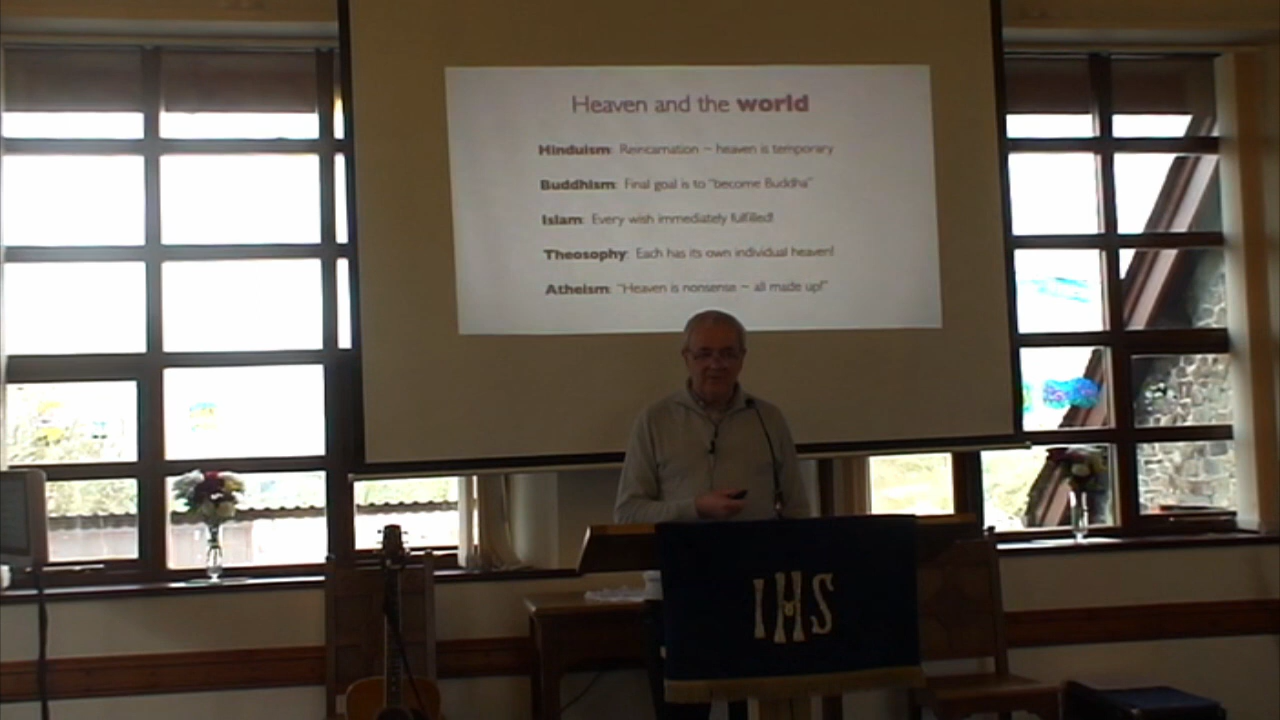 Heaven and the world
Hinduism: Reincarnation ~ heaven is temporary
Buddhism: Final goal is to "become Buddha"
Islam: Every wish immediately fulfilled!
Theosophy: Each has its own individual heaven!
Atheism: "Heaven is nonsense ~ all made up!"
IHS